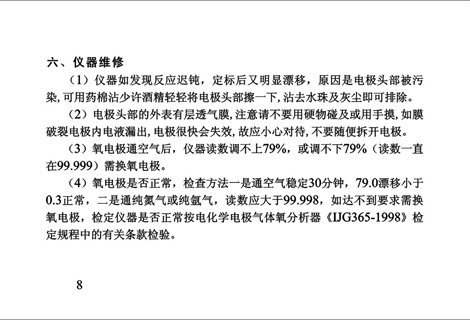 六、仪器维修
（1）仪器如发现反应迟钝，定标后又明显漂移，原因是电极头部被污
染,可用药棉沾少许酒精轻轻将电极头部擦一下,沾去水珠及灰尘即可排除。
（2）电极头部的外表有层透气膜,注意请不要用硬物碰及或用手摸,如膜
破裂电极内电液漏出,电极很快会失效,故应小心对待,不要随便拆开电极。
（3）氧电极通空气后，仪器读数调不上79%，或调不下79%（读数一直
在99.999）需换氧电极。
（4）氧电极是否正常，检查方法一是通空气稳定30分钟，79.0漂移小于
0.3正常，二是通纯氮气或纯氩气，读数应大于99.998，如达不到要求需换
氧电极，检定仪器是否正常按电化学电极气体氧分析器《IJG365-1998》检
定规程中的有关条款检验。
8